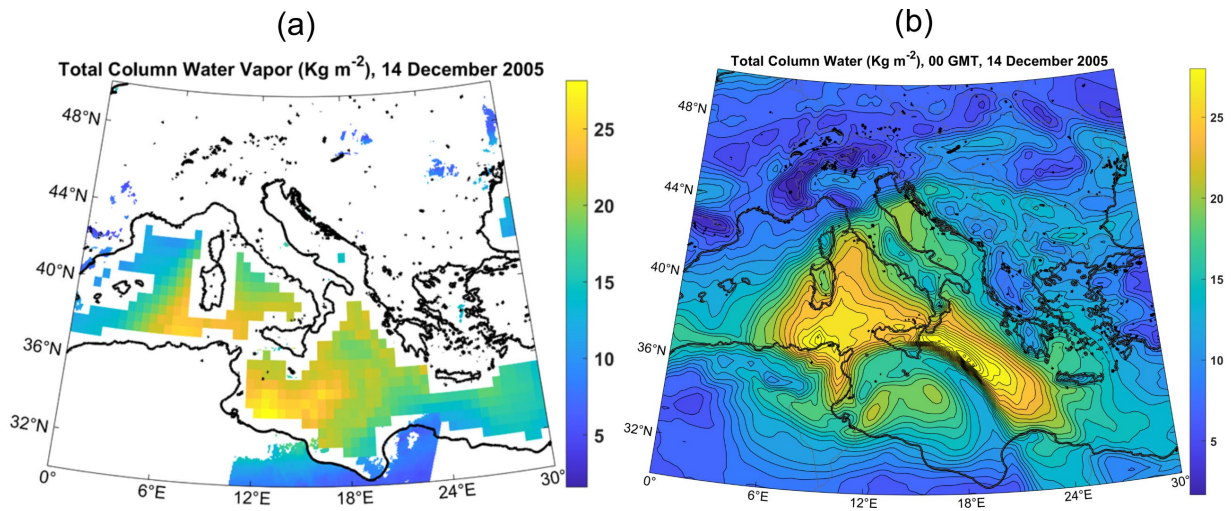 (a)
(b)
Total Column Water Vapor (Kg m⁻²), 14 December 2005
48°N
44°N
40°N
36°N
32°N
0°
6°E
12°E
18°E
24°E
30°
25
20
15
10
5
Total Column Water (Kg m⁻²), 00 GMT, 14 December 2005
48°N
44°N
40°N
36°N
32°N
0°
6°E
12°E
18°E
24°E
30°E
25
20
15
10
5